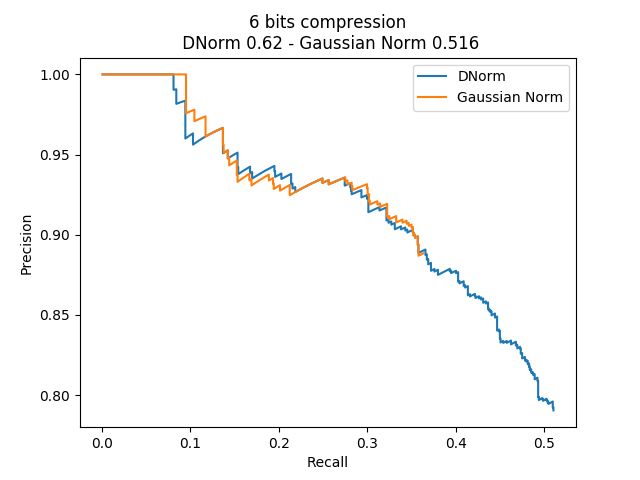 6 bits compression
DNorm 0.62 - Gaussian Norm 0.516
DNorm
Gaussian Norm
1.00
0.95
0.90
0.85
0.80
Precision
0.0 0.1 0.2 0.3 0.4 0.5
Recall